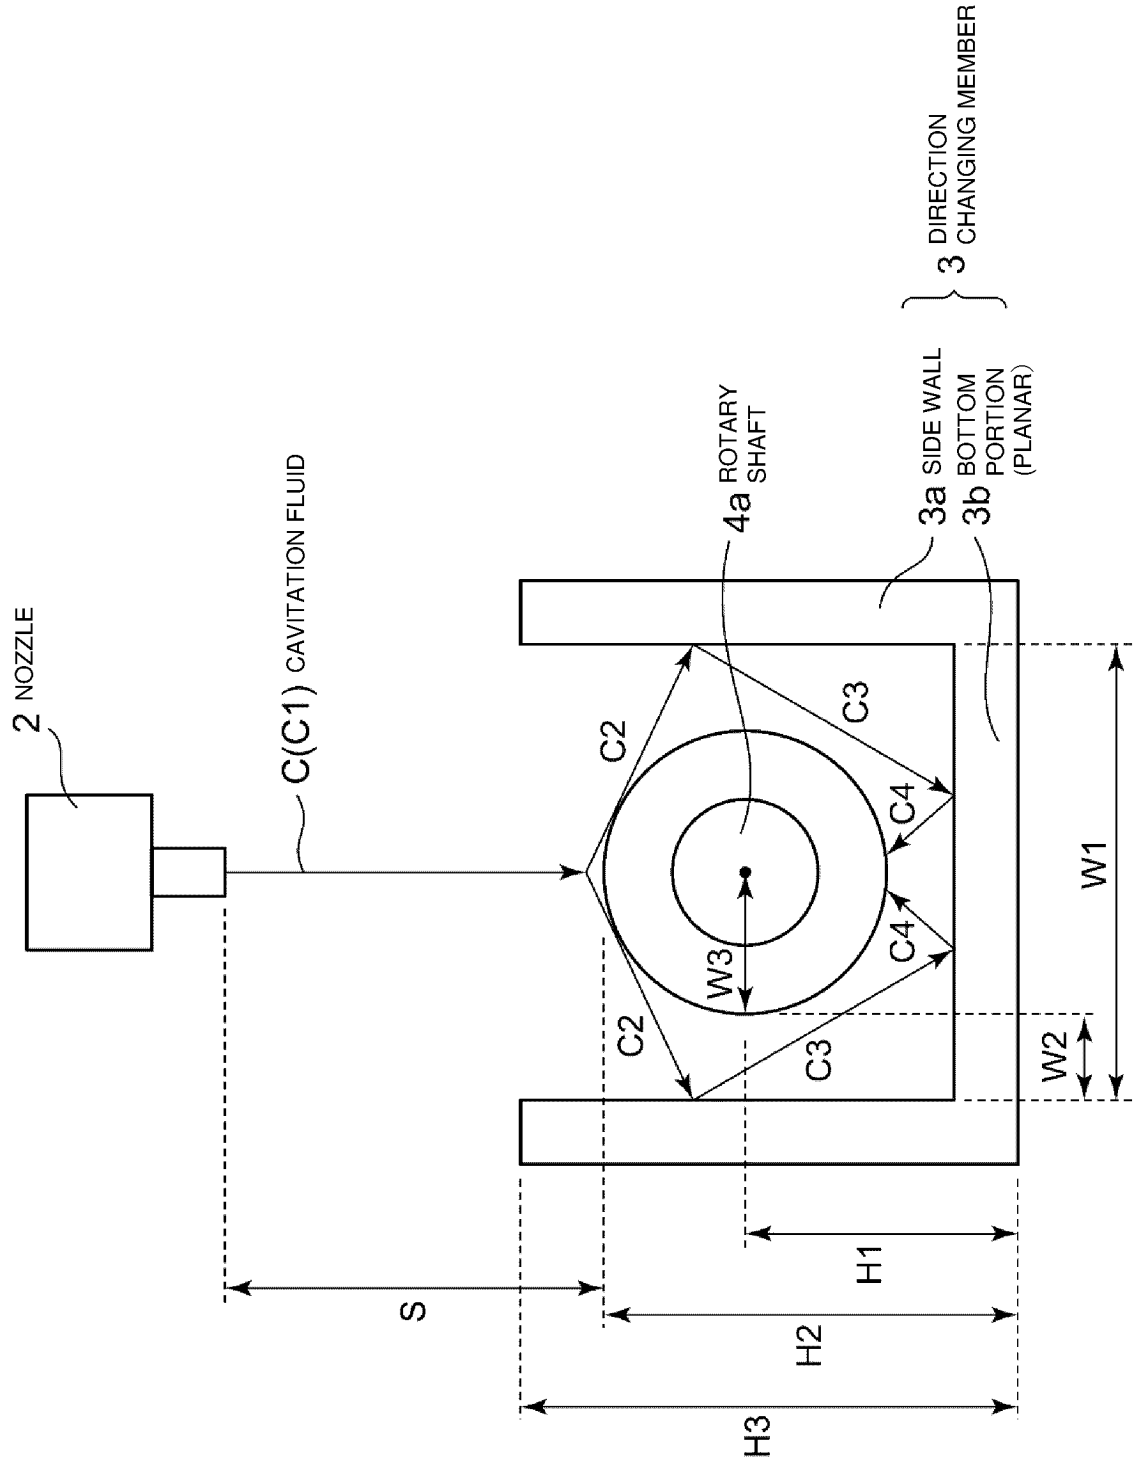 2 NOZZLE
C(C1) CAVITATION FLUID
C2
C2
C3
C3
C4
C4
W3
4a ROTARY
SHAFT
3a SIDE WALL
3b BOTTOM
PORTION
(PLANAR)
3 DIRECTION
CHANGING MEMBER
W1
W2
S
H1
H2
H3